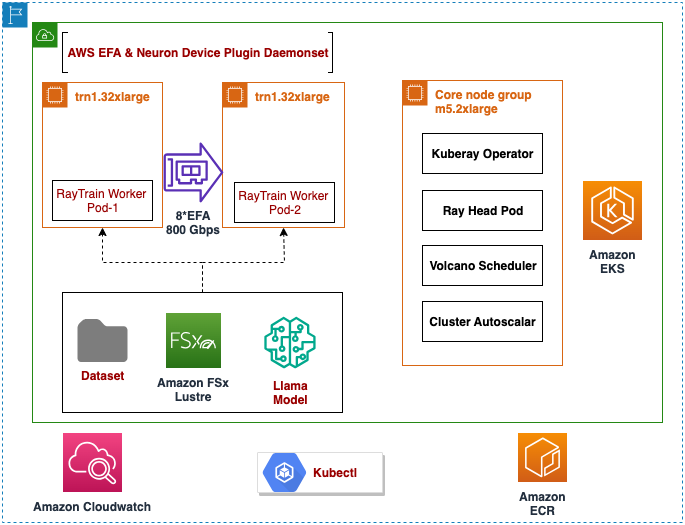 AWS EFA & Neuron Device Plugin Daemonset
trn1.32xlarge
trn1.32xlarge
Core node group
m5.2xlarge
Kuberay Operator
RayTrain Worker
Pod-1
RayTrain Worker
Pod-2
8*EFA
800 Gbps
Ray Head Pod
Volcano Scheduler
Cluster Autoscalar
Amazon
EKS
Dataset
FSx
Amazon FSx
Lustre
Llama
Model
Amazon Cloudwatch
Kubectl
Amazon
ECR